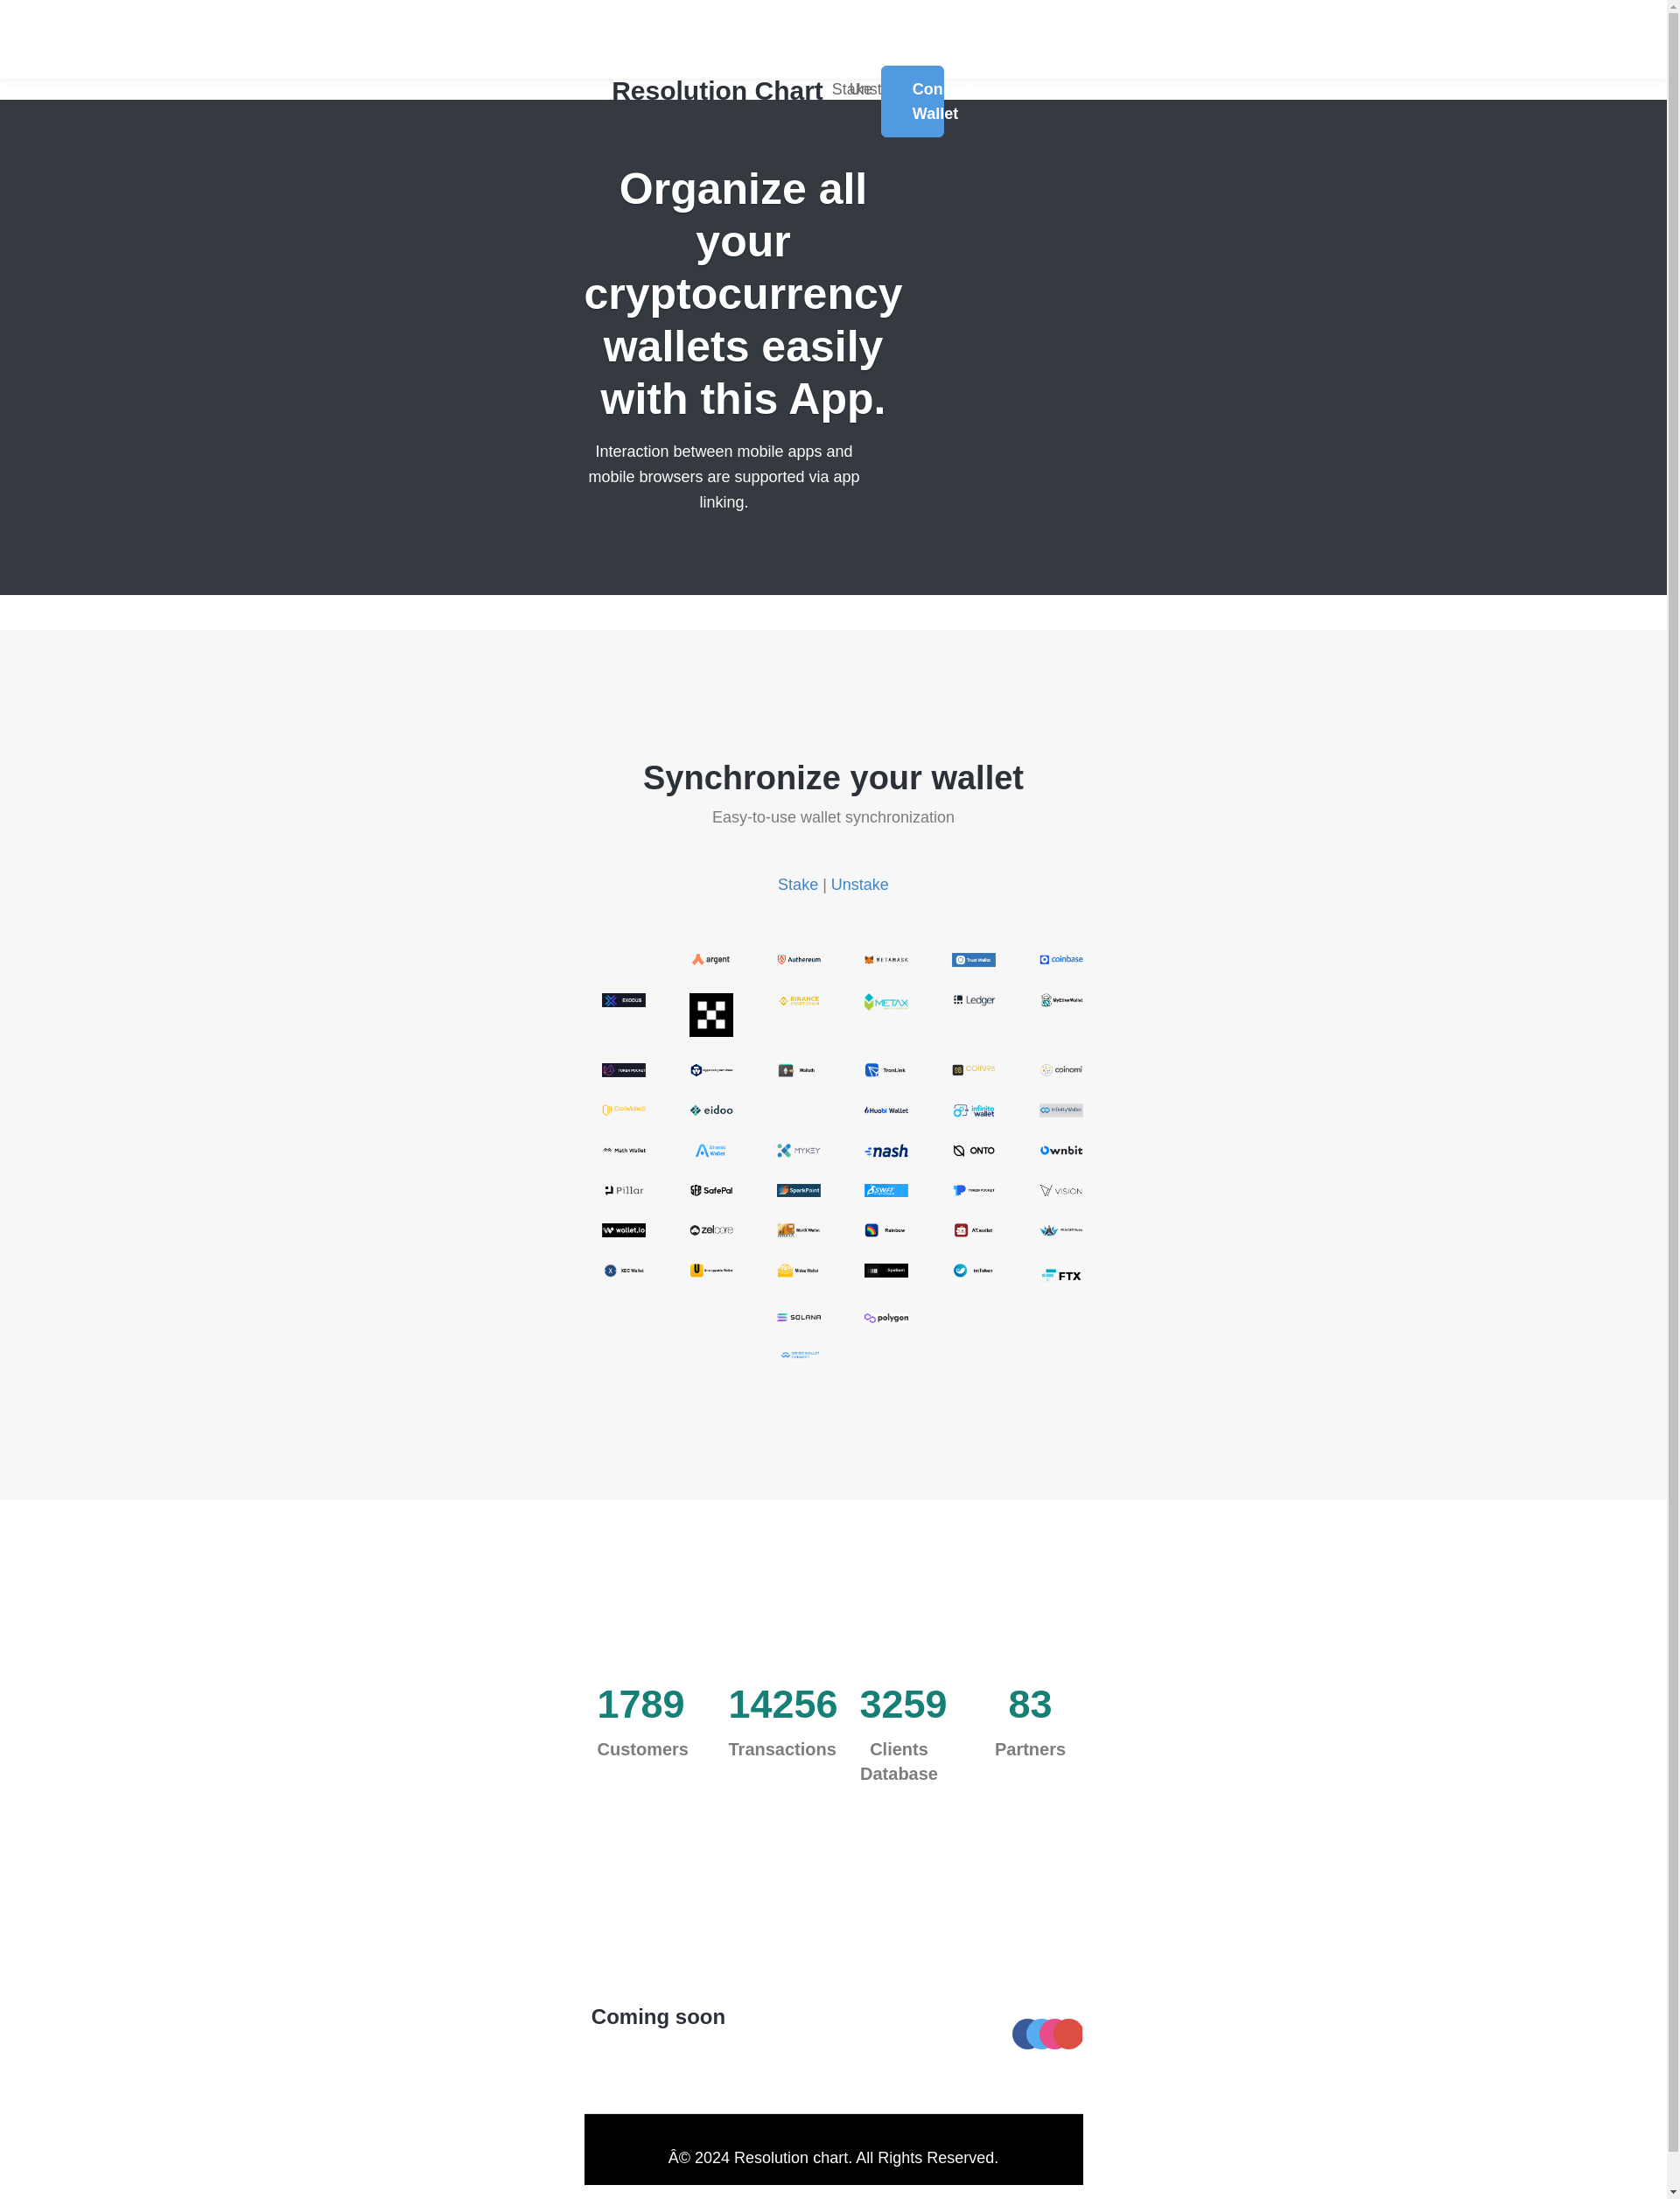 Resolution Chart
Stake
Con
Wallet
Organize all
your
cryptocurrency
wallets easily
with this App.
Interaction between mobile apps and
mobile browsers are supported via app
linking.
Synchronize your wallet
Easy-to-use wallet synchronization
Stake | Unstake
argent Authereum METAMASK Trust Wallet coinbase
EXODUS BINANCE SMART CHAIN METAX Ledger MyEtherWallet
TOKEN POCKET Walleth TronLink COIN98 coinomi
CoolWalletS eidoo Huobi Wallet infinito wallet InfinityWallet
Math Wallet Atomic Wallet MYKEY nash ONTO Ownbit
Pillar SafePal SparkPoint SWFT TOKEN POCKET VISION
wallet.io zelcore Rainbow AT.wallet
XDC Wallet Midas Wallet imToken FTX
SOLANA polygon
1789 14256 3259 83
Customers Transactions Clients Partners
Database
Coming soon
Â© 2024 Resolution chart. All Rights Reserved.